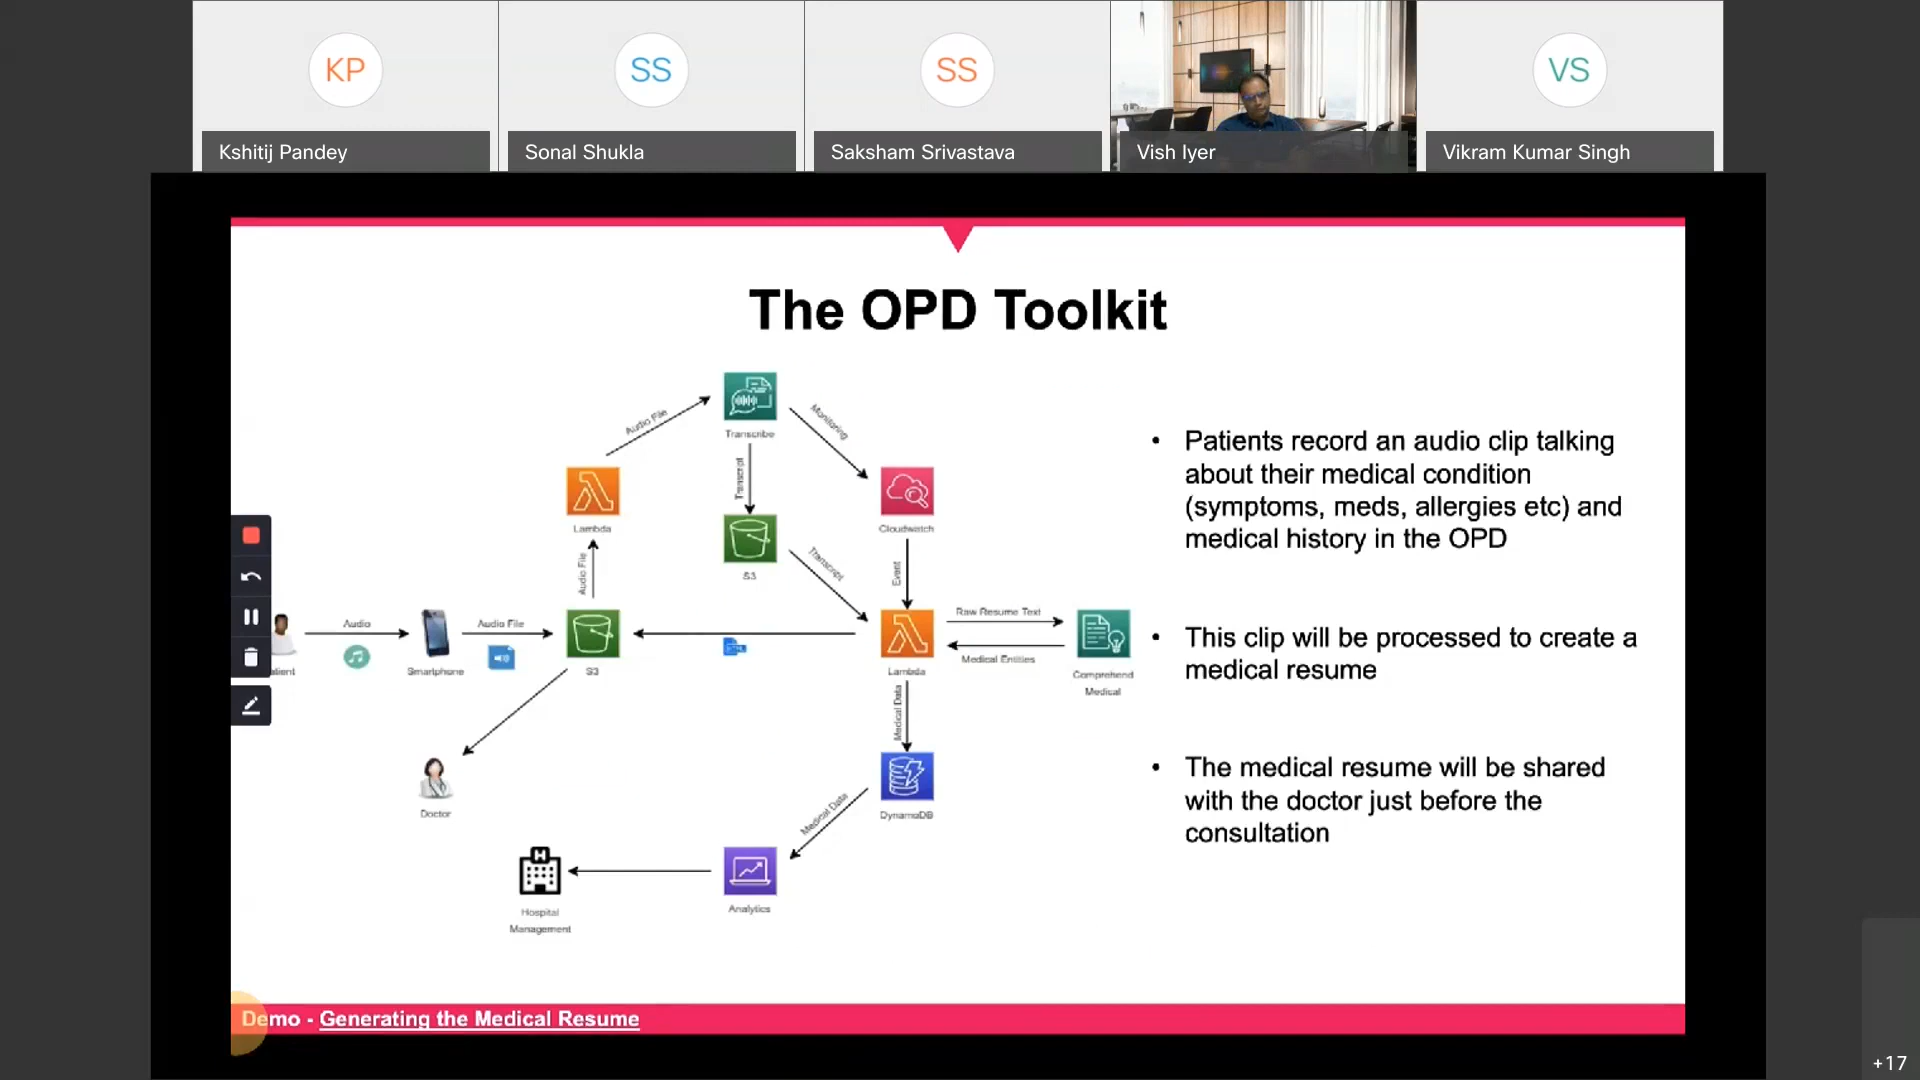 KP
SS
SS
VS
Kshitij Pandey
Sonal Shukla
Saksham Srivastava
Vish Iyer
Vikram Kumar Singh
The OPD Toolkit
Audio File
Transcribe
Monitoring
Transcript
Lambda
Cloudwatch
Audio File
S3
Transcript
Event
Audio
Audio File
Raw Resume Text
Medical Entities
atient
Smartphone
S3
Lambda
Comprehend
Medical
Medical Data
Doctor
DynamoDB
Medical Data
H
Analytics
Hospital
Management
• Patients record an audio clip talking
about their medical condition
(symptoms, meds, allergies etc) and
medical history in the OPD
• This clip will be processed to create a
medical resume
• The medical resume will be shared
with the doctor just before the
consultation
Demo - Generating the Medical Resume
+17